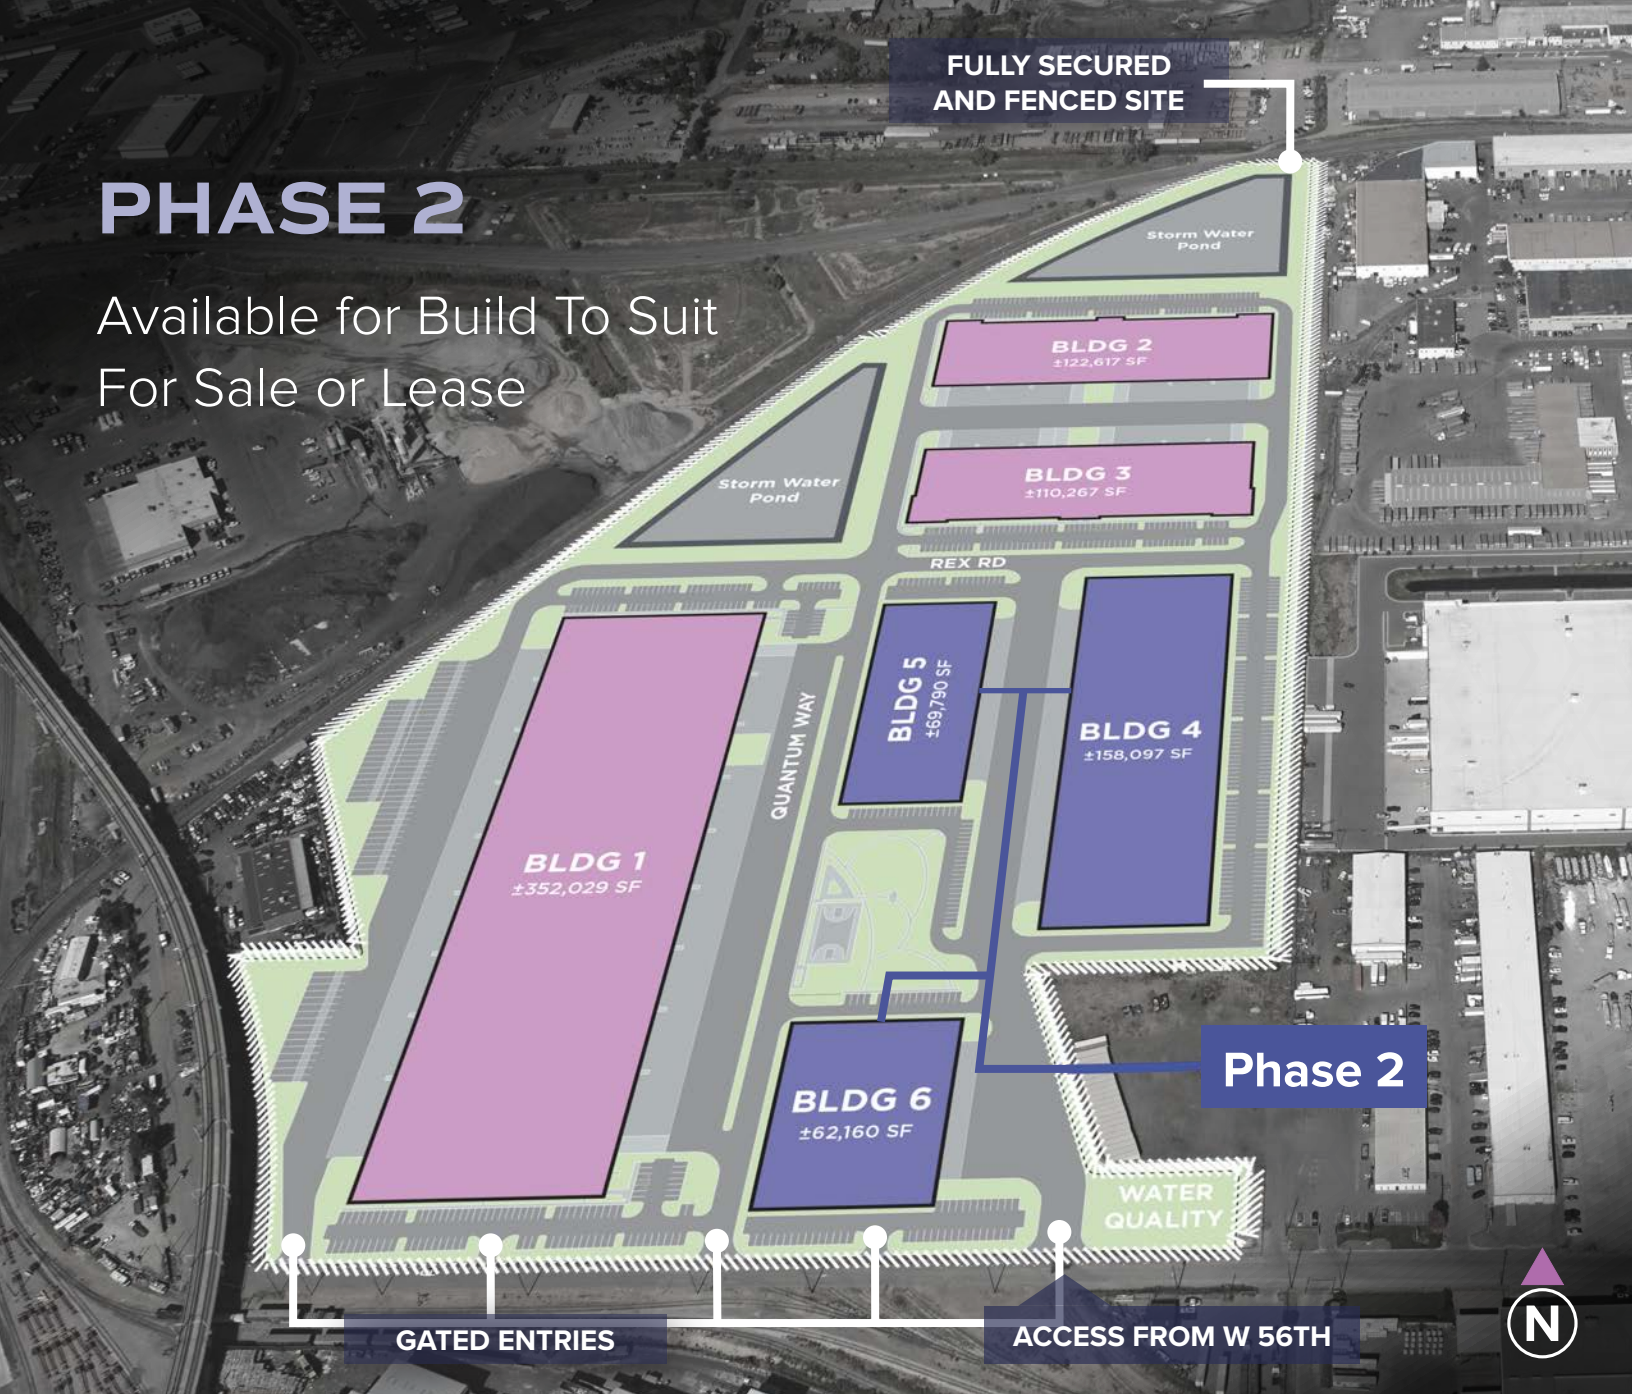 FULLY SECURED
AND FENCED SITE
PHASE 2
Available for Build To Suit
For Sale or Lease
Storm Water
Pond
BLDG 2
±122,617 SF
Storm Water
Pond
BLDG 3
±110,267 SF
REX RD
BLDG 5
±69,790 SF
BLDG 4
±158,097 SF
QUANTUM WAY
BLDG 1
±352,029 SF
Phase 2
BLDG 6
±62,160 SF
WATER
QUALITY
GATED ENTRIES
ACCESS FROM W 56TH
N